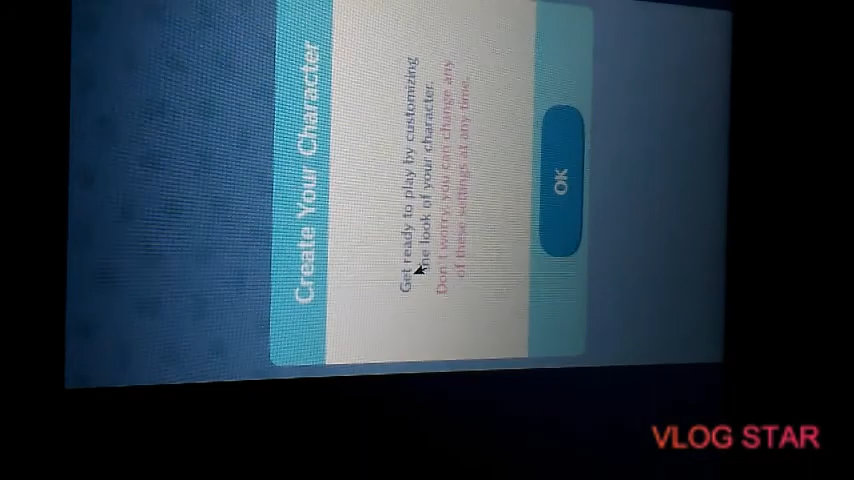 Create Your Character
Get ready to play by customizing
the look of your character.
Don't worry, you can change any
of these settings at any time.
OK
VLOG STAR